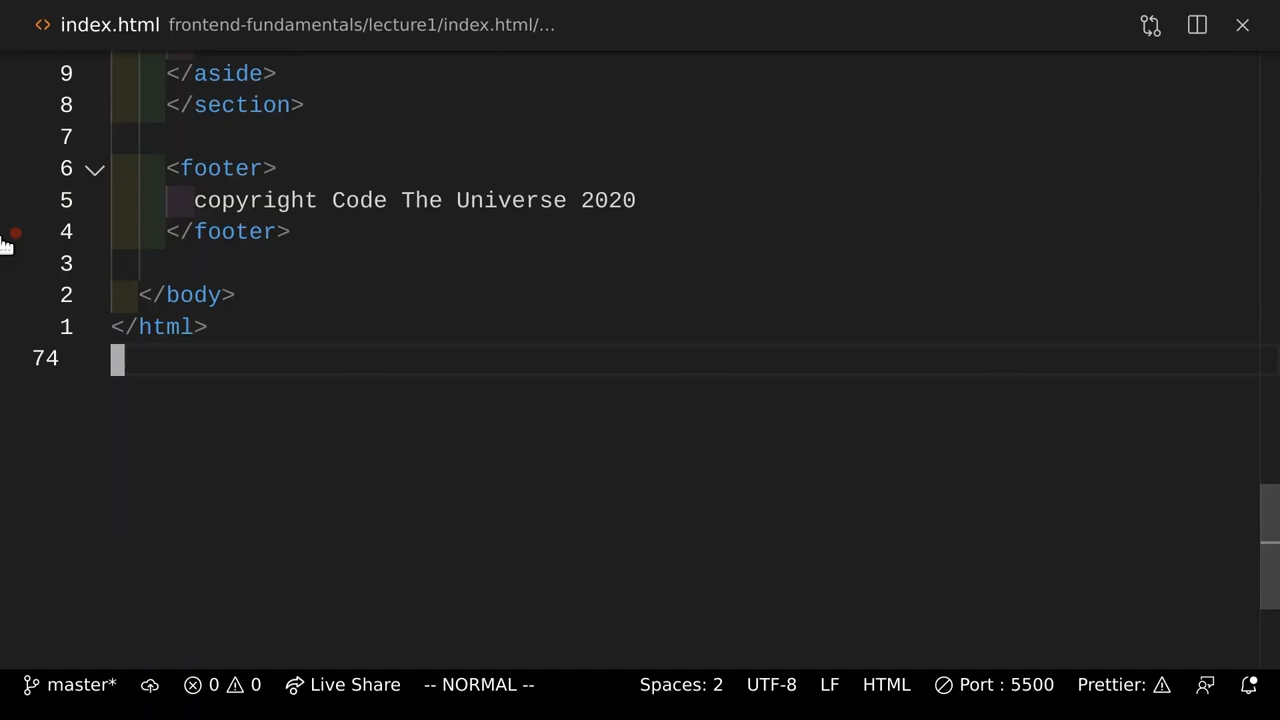 index.html frontend-fundamentals/lecture1/index.html/...
9 </aside>
8 </section>
7
6 <footer>
5 copyright Code The Universe 2020
4 </footer>
3
2 </body>
1 </html>
74
master* 0 0 Live Share -- NORMAL -- Spaces: 2 UTF-8 LF HTML Port : 5500 Prettier: